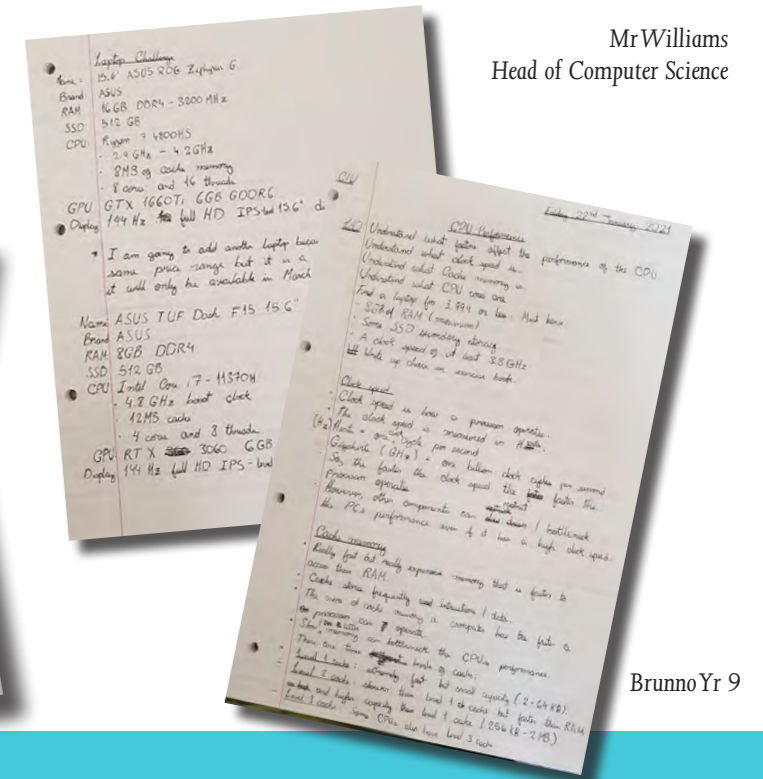 Mr Williams
Head of Computer Science
Laptop Challenge
Name: 15.6" ASUS ROG Zephyrus G
Brand ASUS
RAM 16GB DDR4 - 3200 MHz
SSD 512 GB
CPU Ryzen 7 4800HS
· 2.9 GHz - 4.2 GHz
· 8MB of cache memory
· 8 cores and 16 threads
GPU GTX 1660Ti 6GB GDDR6
Display 144 Hz full HD IPS-level 15.6" di
* I am going to add another laptop becau
same price range but it is a
it will only be available in March
Name ASUS TUF Dash F15 15.6"
Brand ASUS
RAM 8GB DDR4
SSD 512 GB
CPU Intel Core i7-11370H
· 4.8 GHz boost clock
· 12MB cache
· 4 cores and 8 threads
GPU RTX 3060 6GB
Display 144 Hz full HD IPS-level
C/W
Friday 22nd January 2021
CPU Performance
LO Understand what factors affect the performance of the CPU
Understand what clock speed is.
Understand what Cache memory is.
Understand what CPU cores are
Find a laptop for £999 or less. Must have
· 8GB of RAM (minimum)
· Some SSD secondary storage
· A clock speed of at least 3.8GHz
Write up choice in exercise book.
Clock speed
· Clock speed is how a processor operates.
· The clock speed is measured in Hertz.
(Hz) Hertz = one clock cycle per second
· Gigahertz (GHz) = one billion clock cycles per second
· So, the faster the clock speed the faster the
processor operates
· However, other components can restrict / bottleneck
the PCs performance even if it has a high clock speed.
Cache memory
· Really fast but really expensive memory that is faster to
access than RAM.
· Cache stores frequently used intructions / data.
· The more of cache memory a computer has the faster a
processor can operate
· Slow / little memory can bottleneck the CPUs performance.
· There are three kinds of cache:
- Level 1 cache: extremely fast but small capacity (2-64KB).
- Level 2 cache slower than level 1 cache but faster than RAM
and higher capacity than level 1 cache (256KB-2MB)
- Level 3 cache Some CPUs also have level 3 cache
Brunno Yr 9